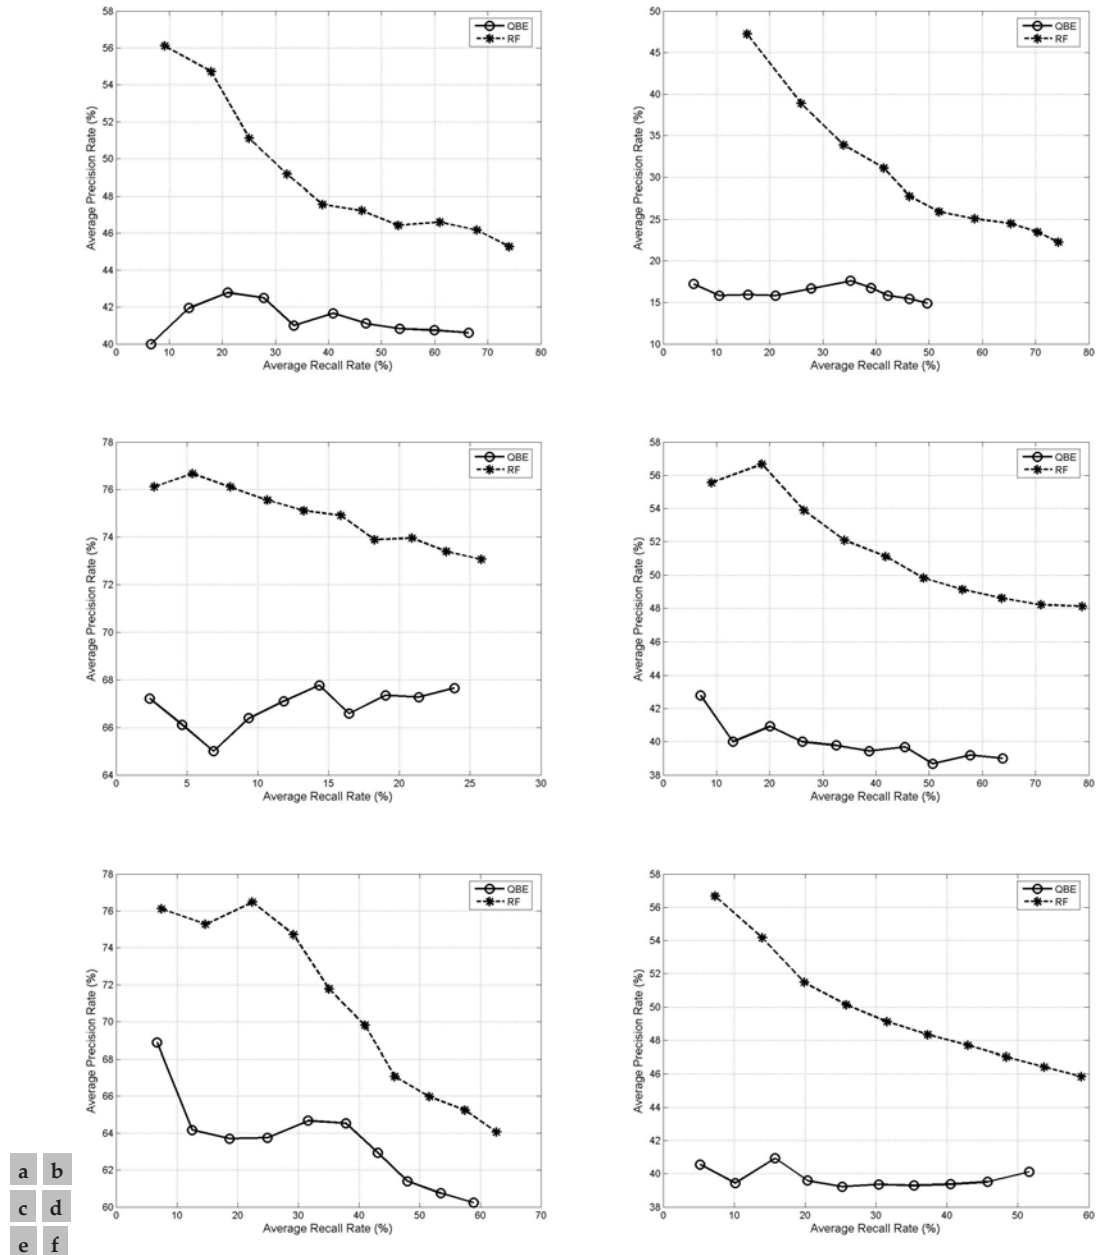 58
56
54
52
50
48
46
44
42
40
0 10 20 30 40 50 60 70 80
Average Precision Rate (%)
Average Recall Rate (%)
QBE
RF
50
45
40
35
30
25
20
15
10
0 10 20 30 40 50 60 70 80
Average Precision Rate (%)
Average Recall Rate (%)
QBE
RF
78
76
74
72
70
68
66
64
0 5 10 15 20 25 30
Average Precision Rate (%)
Average Recall Rate (%)
QBE
RF
58
56
54
52
50
48
46
44
42
40
38
0 10 20 30 40 50 60 70 80
Average Precision Rate (%)
Average Recall Rate (%)
QBE
RF
78
76
74
72
70
68
66
64
62
60
0 10 20 30 40 50 60 70
Average Precision Rate (%)
Average Recall Rate (%)
QBE
RF
58
56
54
52
50
48
46
44
42
40
38
0 10 20 30 40 50 60
Average Precision Rate (%)
Average Recall Rate (%)
QBE
RF
a b
c d
e f